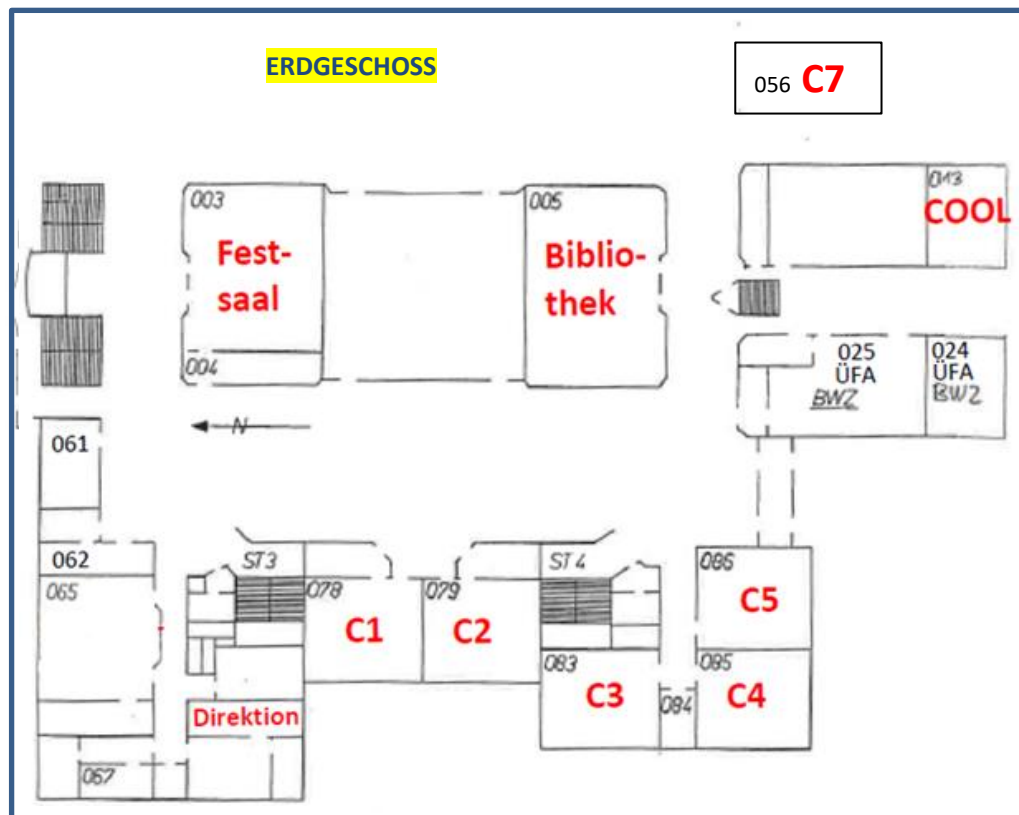 ERDGESCHOSS
056 C7
003
Fest-
saal
004
005
Biblio-
thek
013
COOL
025
ÜFA
BWZ
024
ÜFA
BWZ
N
061
062
065
ST3
078
C1
079
C2
ST4
083
C3
084
086
C5
085
C4
Direktion
067